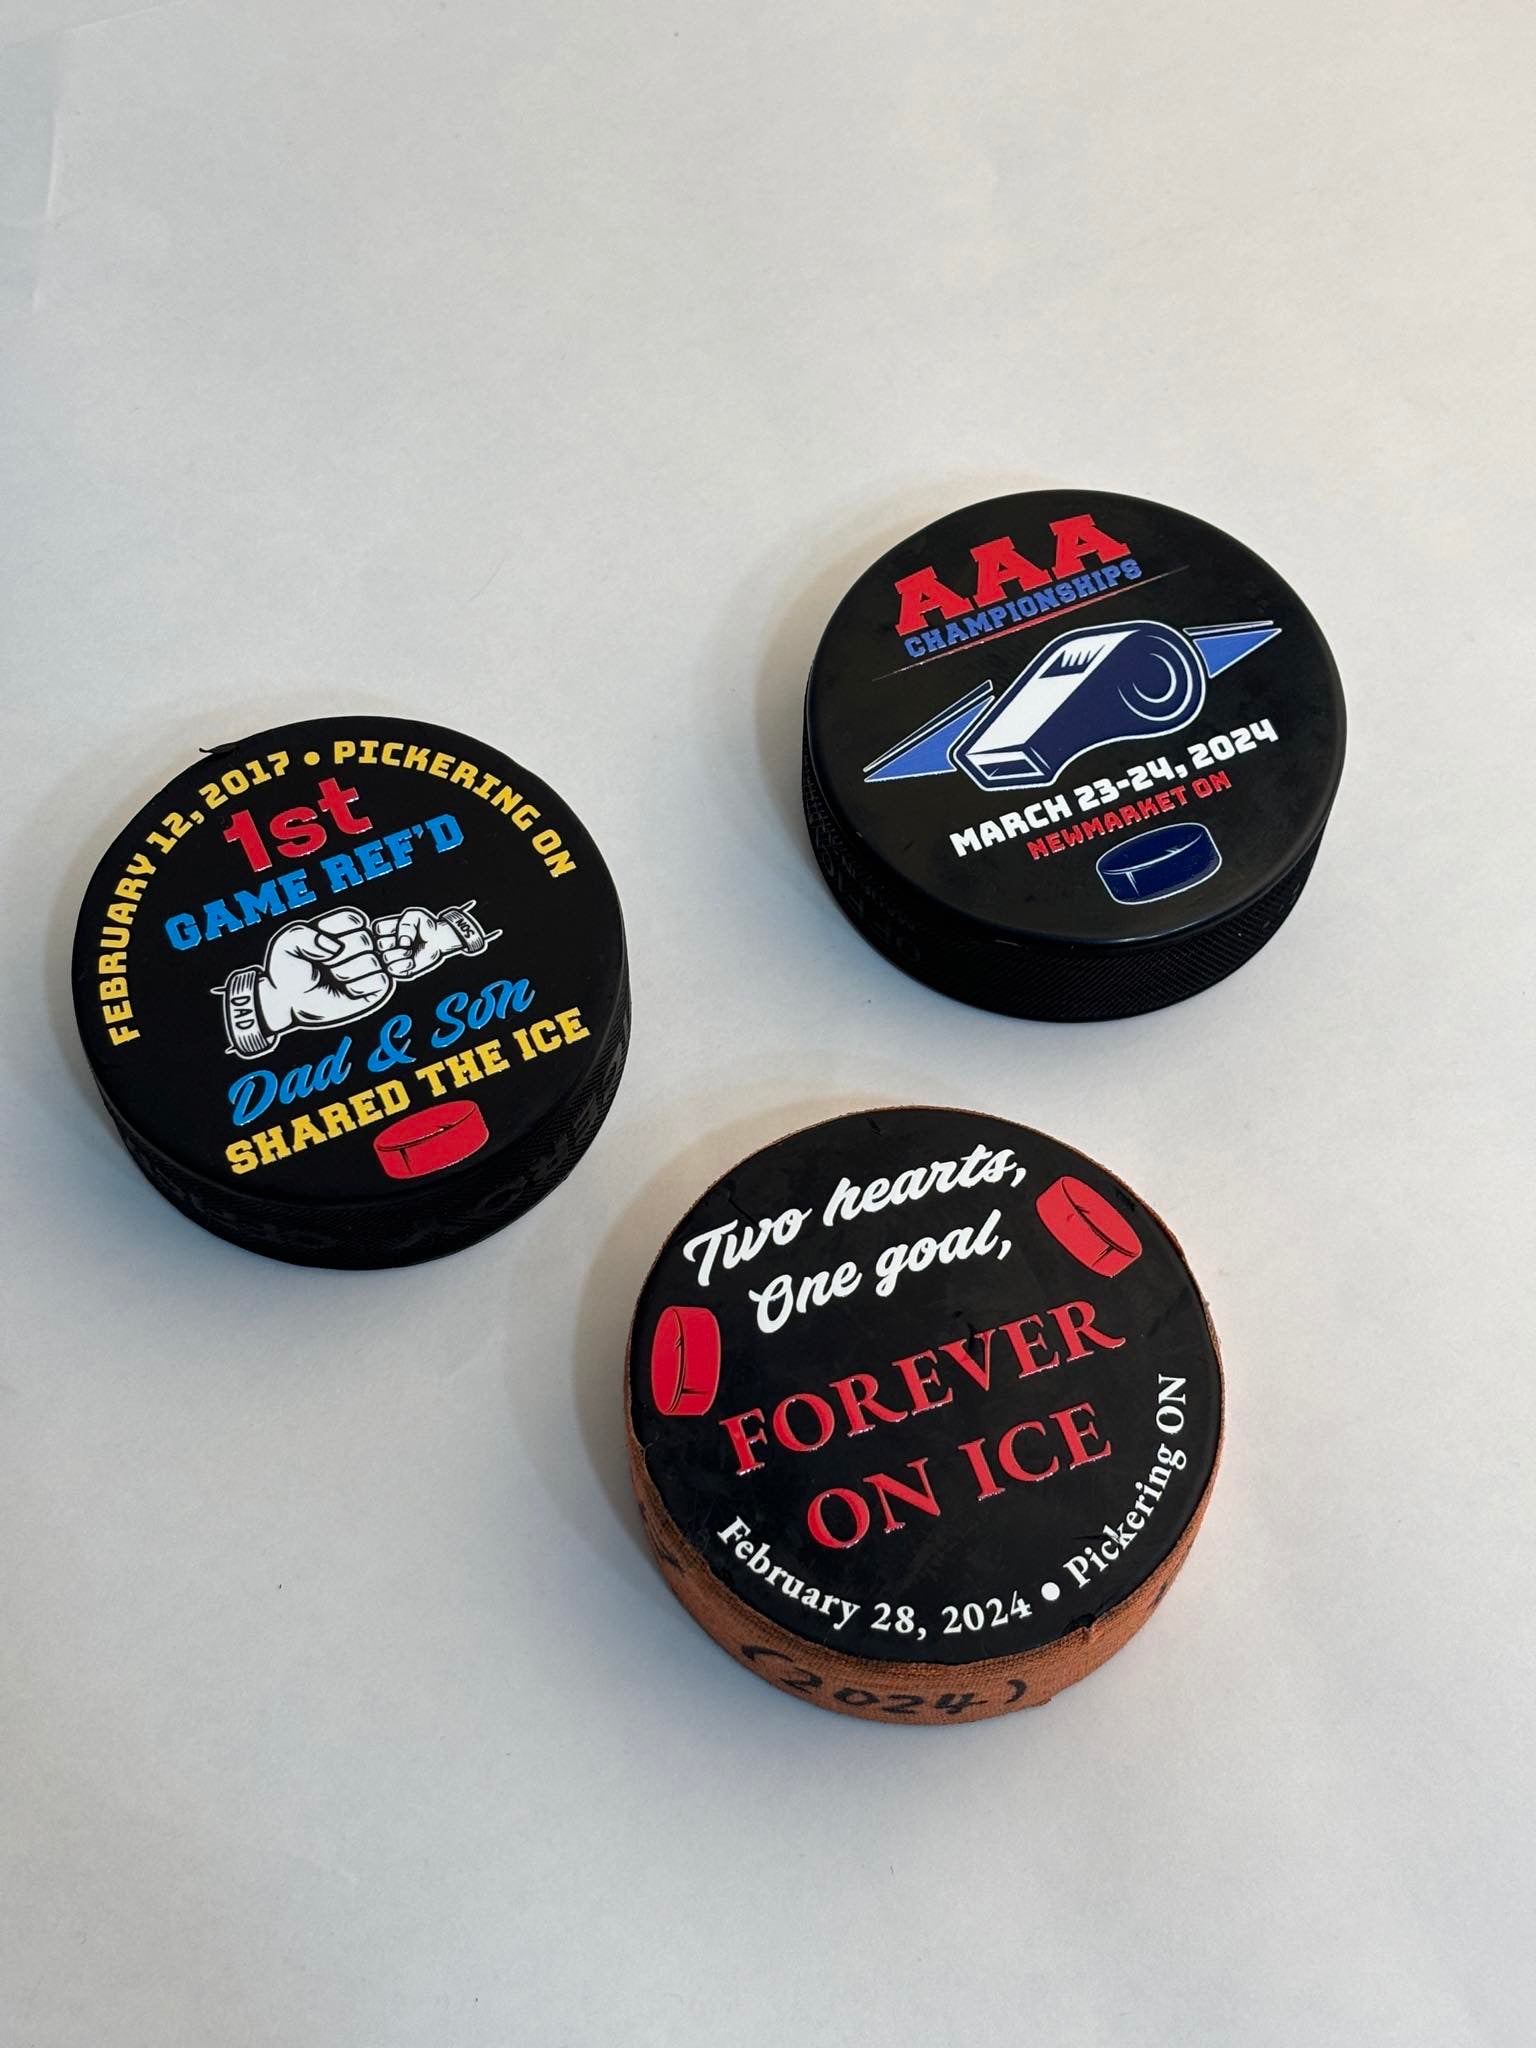 FEBRUARY 12, 2017 • PICKERING ON
1st
GAME REF'D
DAD
SON
Dad & Son
SHARED THE ICE
AAA
CHAMPIONSHIPS
MARCH 23-24, 2024
NEWMARKET ON
Two hearts,
One goal,
FOREVER
ON ICE
February 28, 2024 • Pickering ON
(2024)